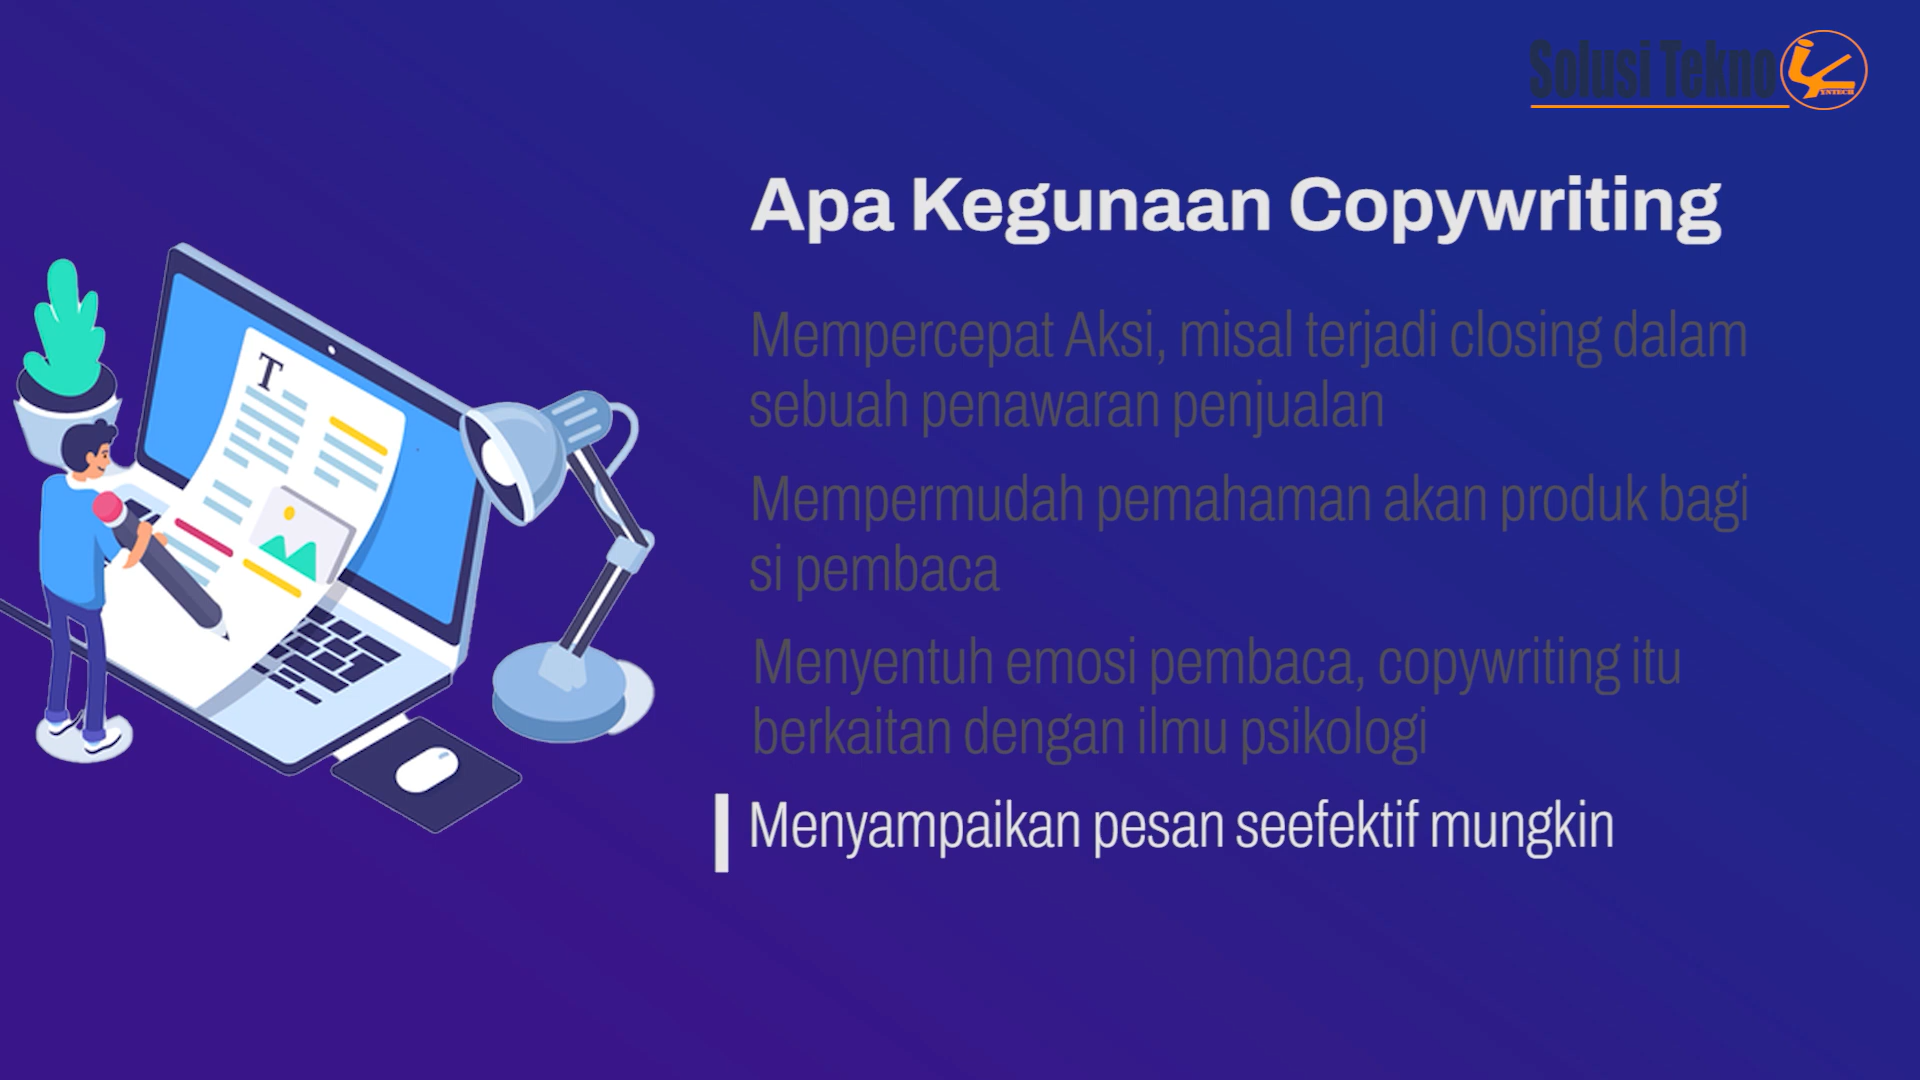 Solusi Tekno
YNTECH
Apa Kegunaan Copywriting
Mempercepat Aksi, misal terjadi closing dalam
sebuah penawaran penjualan
Mempermudah pemahaman akan produk bagi
si pembaca
Menyentuh emosi pembaca, copywriting itu
berkaitan dengan ilmu psikologi
Menyampaikan pesan seefektif mungkin
T